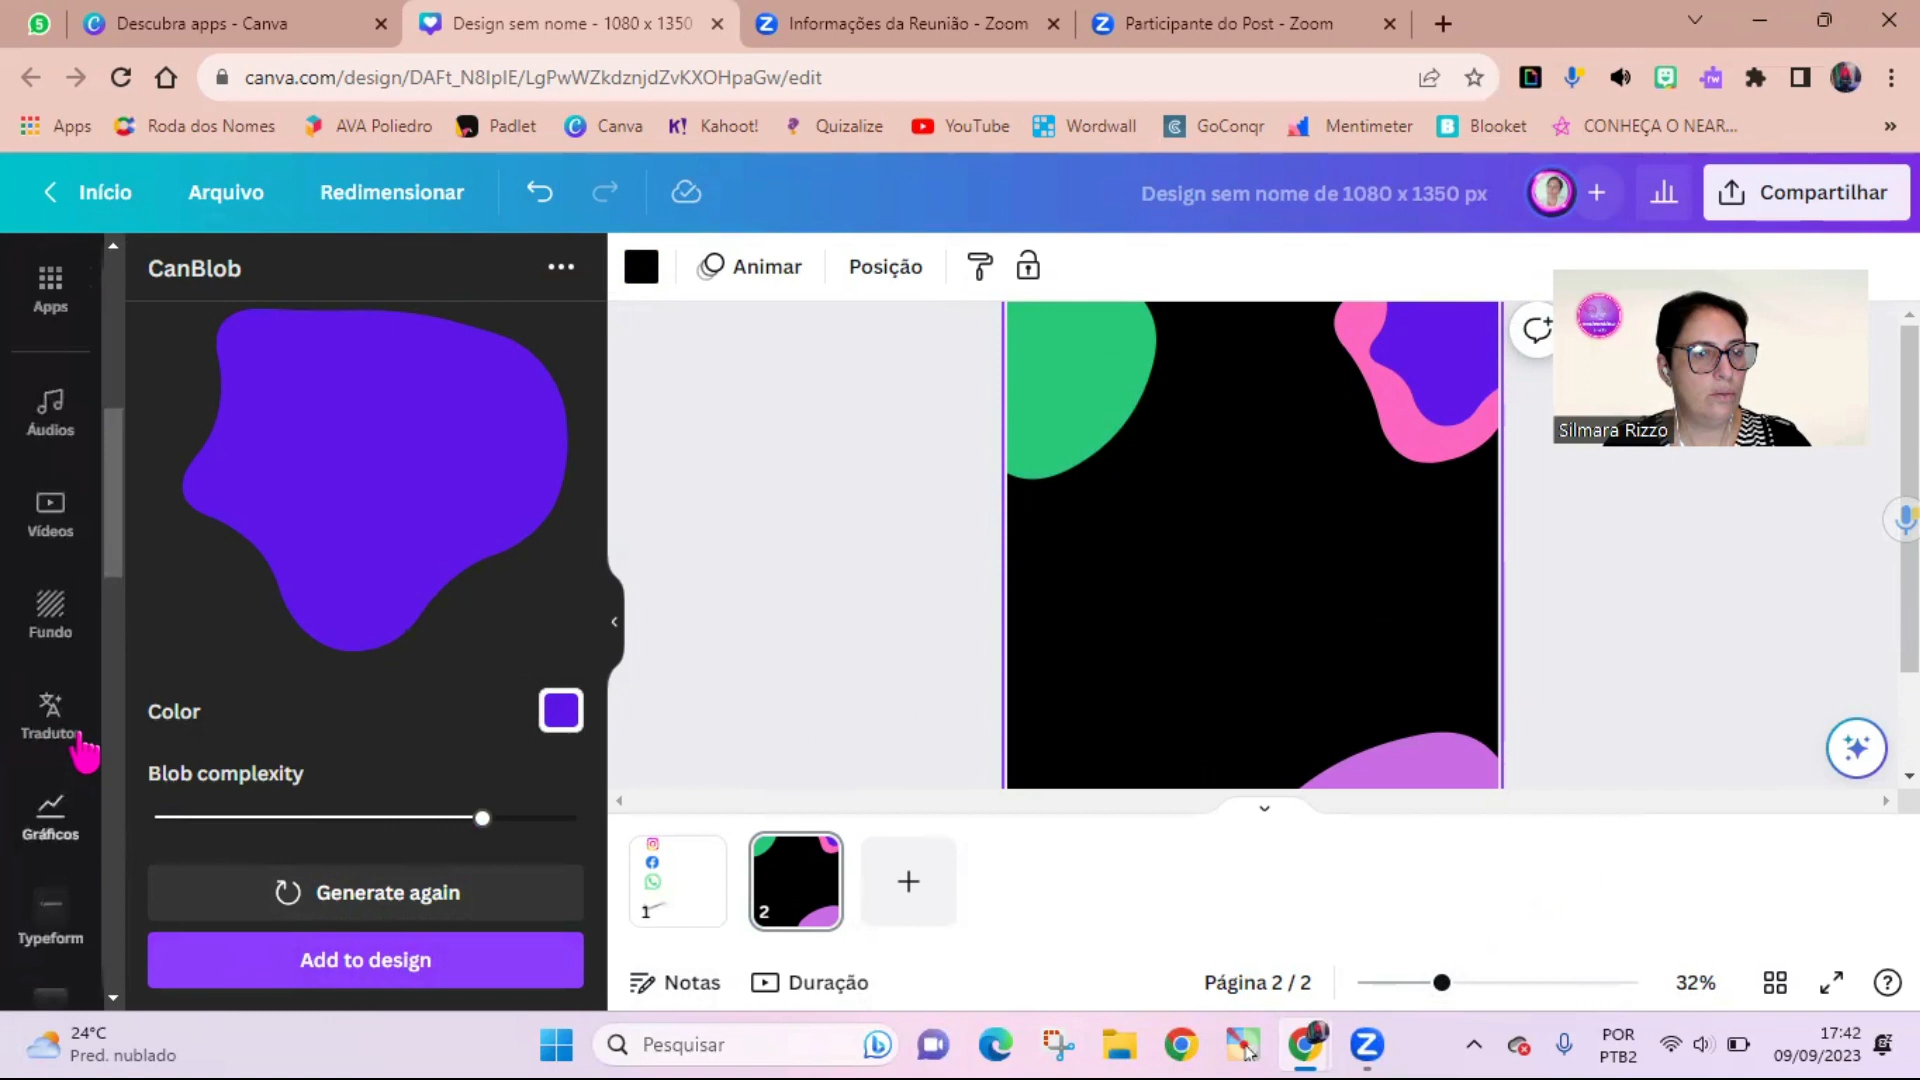 5
Descubra apps - Canva
Design sem nome - 1080 x 1350
Informações da Reunião - Zoom
Participante do Post - Zoom
canva.com/design/DAFt_N8IpIE/LgPwWZkdznjdZvKXOHpaGw/edit
Apps
Roda dos Nomes
AVA Poliedro
Padlet
Canva
K! Kahoot!
Quizalize
YouTube
Wordwall
GoConqr
Mentimeter
Blooket
CONHEÇA O NEAR...
Início
Arquivo
Redimensionar
Design sem nome de 1080 x 1350 px
Compartilhar
Apps
Áudios
Vídeos
Fundo
Tradutor
Gráficos
Typeform
CanBlob
Color
Blob complexity
Generate again
Add to design
Animar
Posição
Silmara Rizzo
1
2
Notas
Duração
Página 2 / 2
32%
24°C
Pred. nublado
Pesquisar
POR
PTB2
17:42
09/09/2023